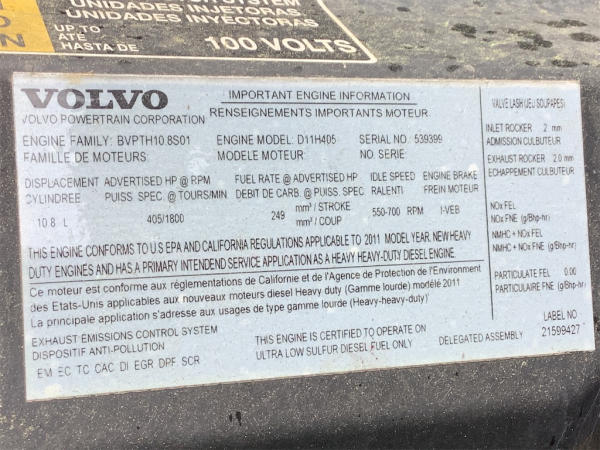 ON SYSTEM
UNIDADES INJETORAS
UNIDADES INYECTORAS
UP TO
ATÉ
HASTA DE
100 VOLTS
VOLVO
VOLVO POWERTRAIN CORPORATION
IMPORTANT ENGINE INFORMATION
RENSEIGNEMENTS IMPORTANTS MOTEUR
ENGINE FAMILY: BVPTH10.8S01 ENGINE MODEL: D11H405 SERIAL NO: 539399
FAMILLE DE MOTEURS: MODELE MOTEUR: NO. SERIE
DISPLACEMENT ADVERTISED HP @ RPM FUEL RATE @ ADVERTISED HP IDLE SPEED ENGINE BRAKE
CYLINDREE PUISS. SPEC @ TOURS/MIN DEBIT DE CARB. @ PUISS. SPEC RALENTI FREIN MOTEUR
10.8 L 405/1800 249 mm³ / STROKE 550-700 RPM I-VEB
mm³ / COUP
THIS ENGINE CONFORMS TO U S EPA AND CALIFORNIA REGULATIONS APPLICABLE TO 2011 MODEL YEAR. NEW HEAVY
DUTY ENGINES AND HAS A PRIMARY INTENDEND SERVICE APPLICATION AS A HEAVY HEAVY-DUTY DIESEL ENGINE.
Ce moteur est conforme aux réglementations de Californie et de l'Agence de Protection de l'Environment
des Etats-Unis applicables aux nouveaux moteurs diesel Heavy duty (Gamme lourde) modélé 2011
La principale application s'adresse aux usages de type gamme lourde (Heavy-heavy-duty)
EXHAUST EMISSIONS CONTROL SYSTEM
DISPOSITIF ANTI-POLLUTION
EM EC TC CAC DI EGR DPF SCR
THIS ENGINE IS CERTIFIED TO OPERATE ON
ULTRA LOW SULFUR DIESEL FUEL ONLY
DELEGATED ASSEMBLY
VALVE LASH (JEU SOUPAPES)
INLET ROCKER 2 mm
ADMISSION CULBUTEUR
EXHAUST ROCKER 2.0 mm
ECHAPPEMENT CULBUTEUR
NOx FEL
NOx FNE (g/Bhp-hr)
NMHC + NOx FEL
NMHC + NOx FNE (g/Bhp-hr)
PARTICULATE FEL 0.00
PARTICULAIRE FNE (g/Bhp-hr)
LABEL NO
21599427